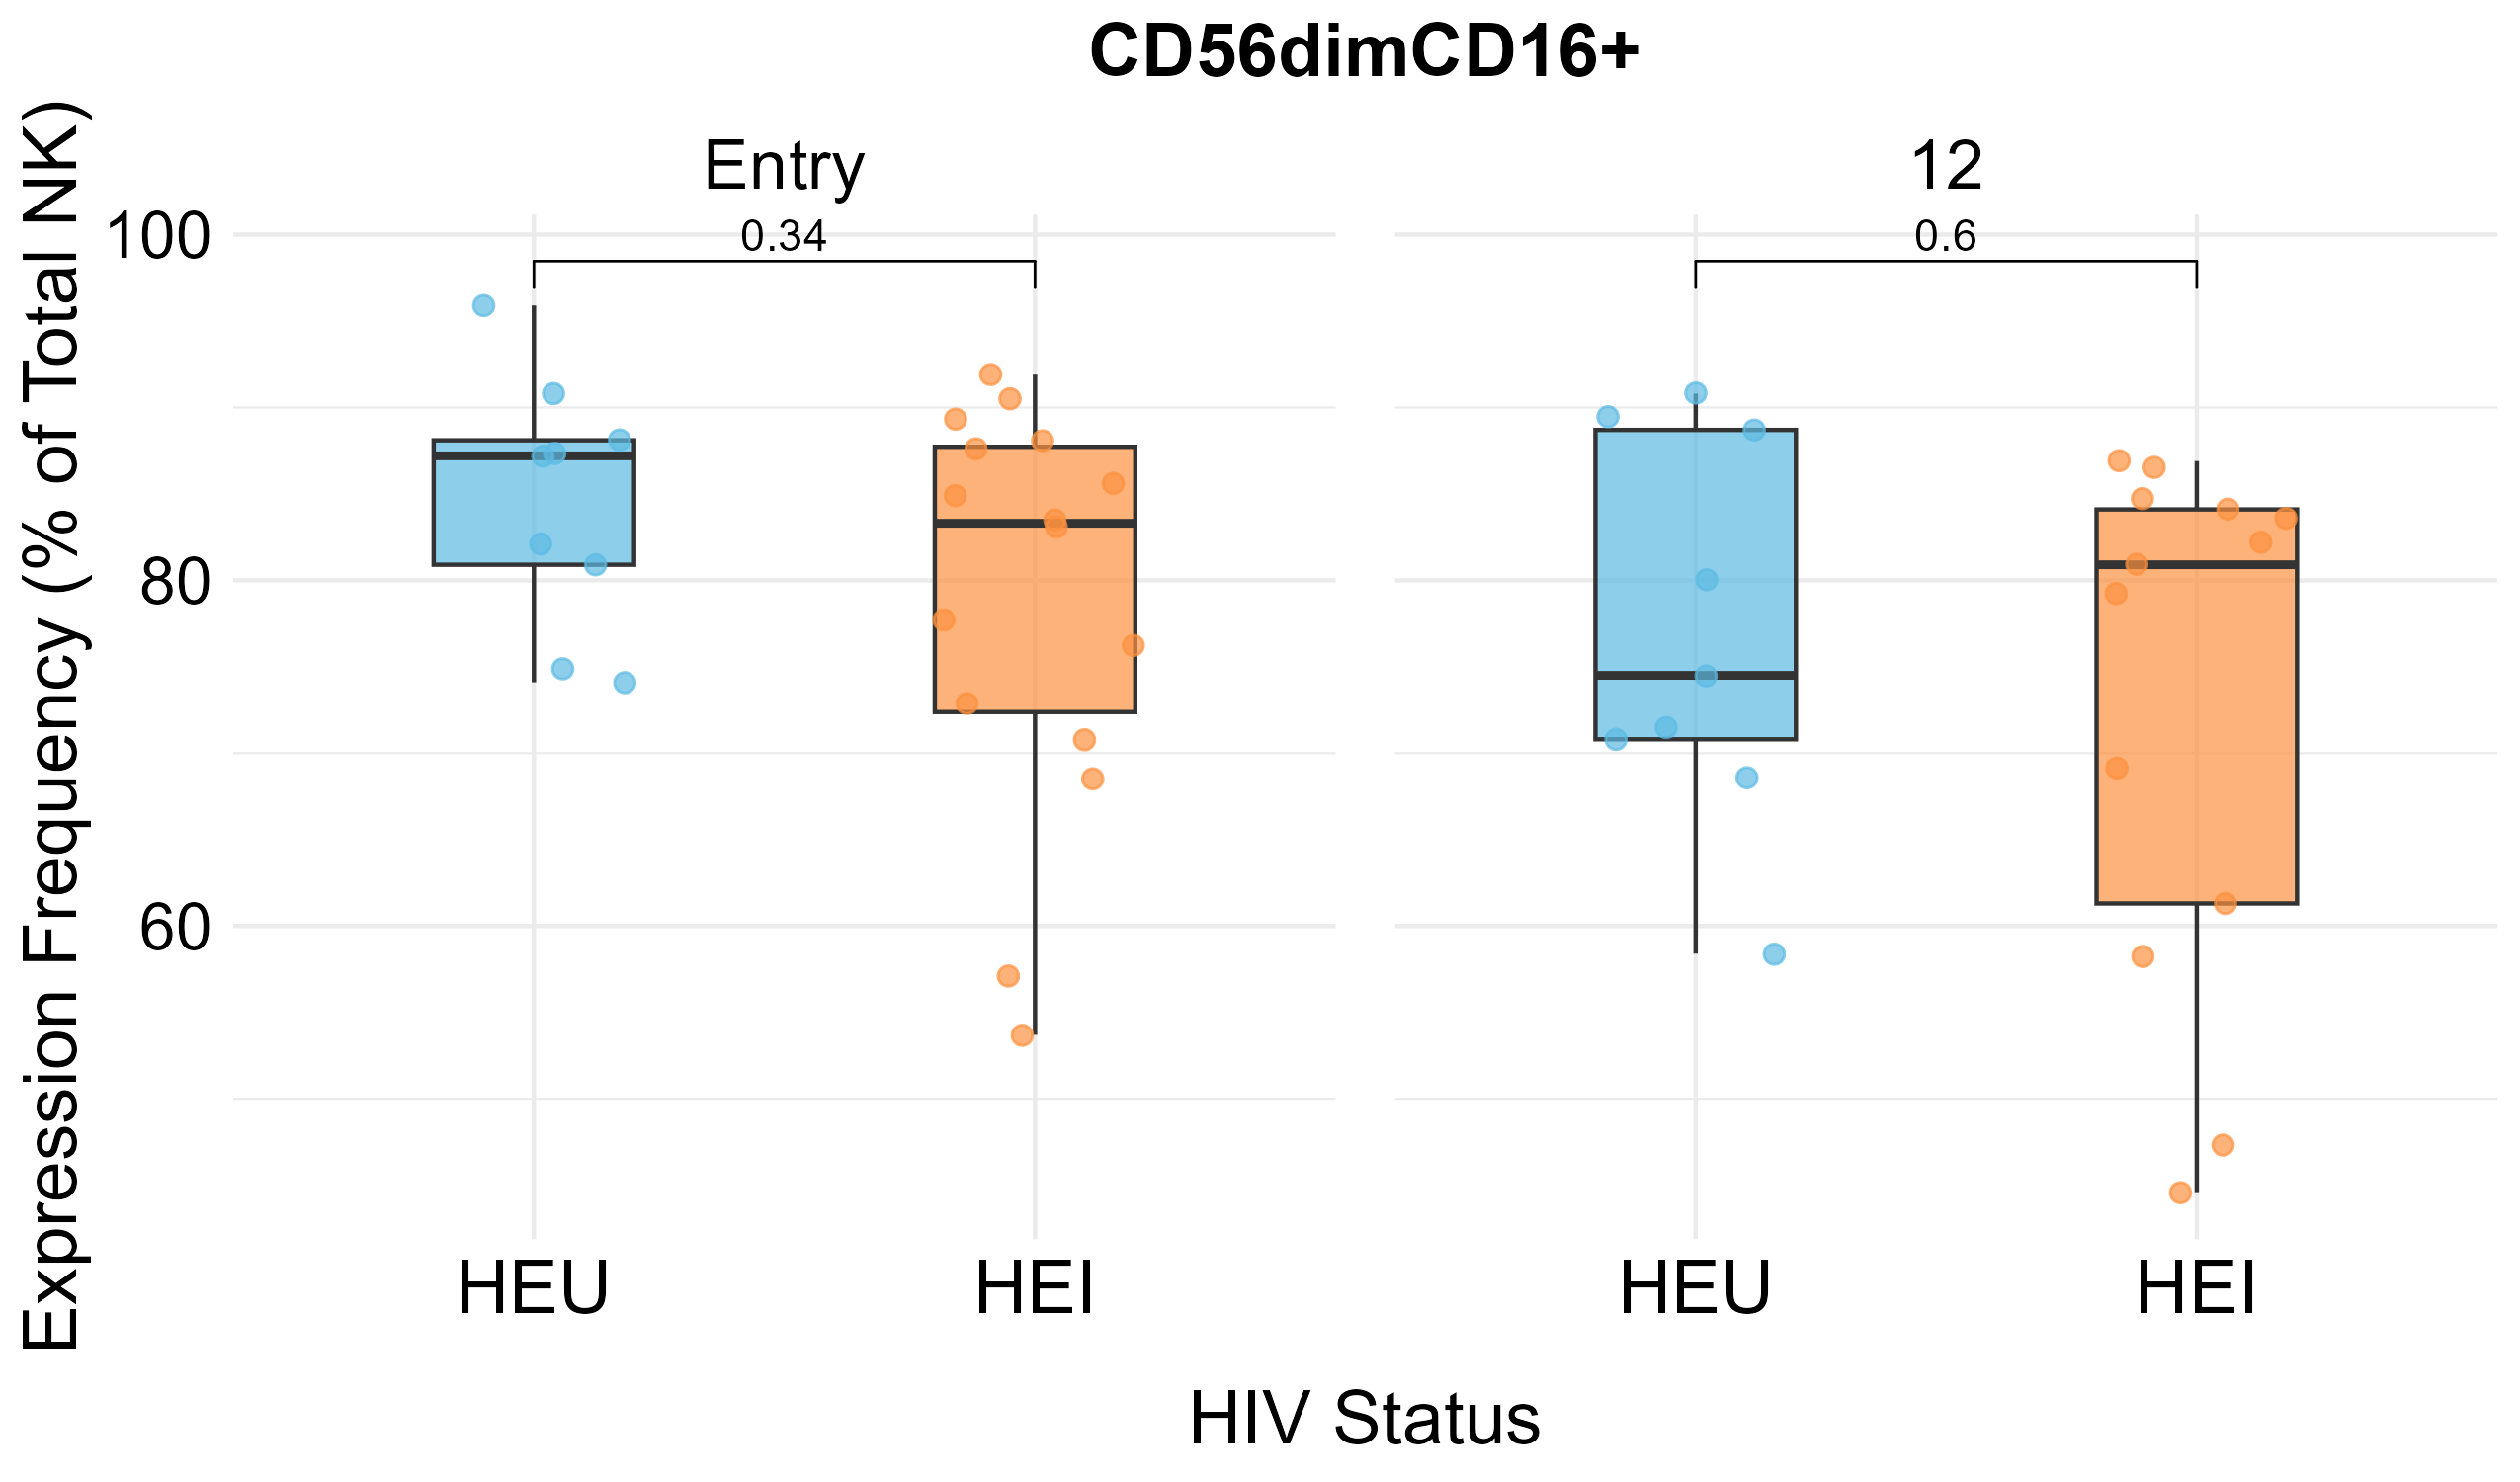 CD56dimCD16+
Entry
12
0.34
0.6
Expression Frequency (% of Total NK)
100
80
60
HEU
HEI
HEU
HEI
HIV Status